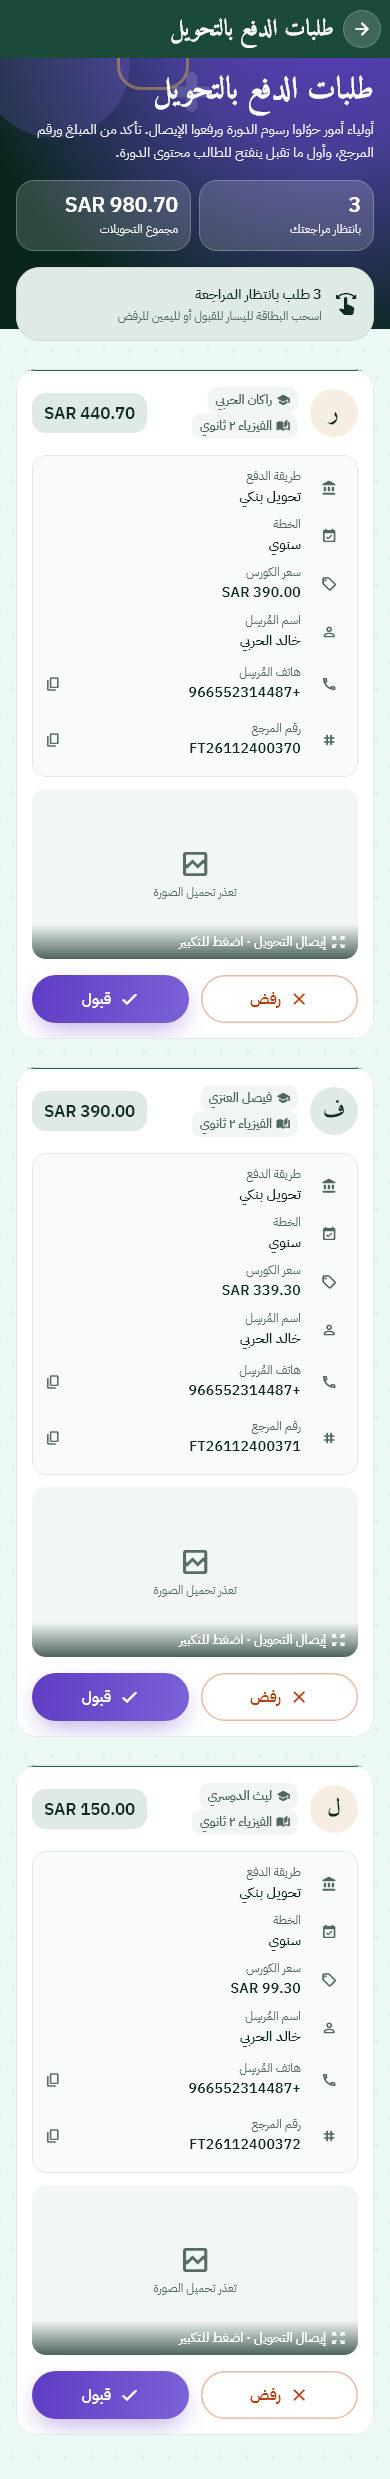 طلبات الدفع بالتحويل
طلبات الدفع بالتحويل
أولياء أمور حوّلوا رسوم الدورة ورفعوا الإيصال. تأكد من المبلغ ورقم
المرجع، وأول ما تقبل ينفتح للطالب محتوى الدورة.
3
بانتظار مراجعتك
SAR 980.70
مجموع التحويلات
3 طلب بانتظار المراجعة
اسحب البطاقة لليسار للقبول أو لليمين للرفض
ر
راكان الحربي
الفيزياء ٢ ثانوي
SAR 440.70
طريقة الدفع
تحويل بنكي
الخطة
سنوي
سعر الكورس
SAR 390.00
اسم المُرسِل
خالد الحربي
هاتف المُرسِل
966552314487+
رقم المرجع
FT26112400370
تعذر تحميل الصورة
إيصال التحويل - اضغط للتكبير
رفض
قبول
ف
فيصل العنزي
الفيزياء ٢ ثانوي
SAR 390.00
طريقة الدفع
تحويل بنكي
الخطة
سنوي
سعر الكورس
SAR 339.30
اسم المُرسِل
خالد الحربي
هاتف المُرسِل
966552314487+
رقم المرجع
FT26112400371
تعذر تحميل الصورة
إيصال التحويل - اضغط للتكبير
رفض
قبول
ل
ليث الدوسري
الفيزياء ٢ ثانوي
SAR 150.00
طريقة الدفع
تحويل بنكي
الخطة
سنوي
سعر الكورس
SAR 99.30
اسم المُرسِل
خالد الحربي
هاتف المُرسِل
966552314487+
رقم المرجع
FT26112400372
تعذر تحميل الصورة
إيصال التحويل - اضغط للتكبير
رفض
قبول